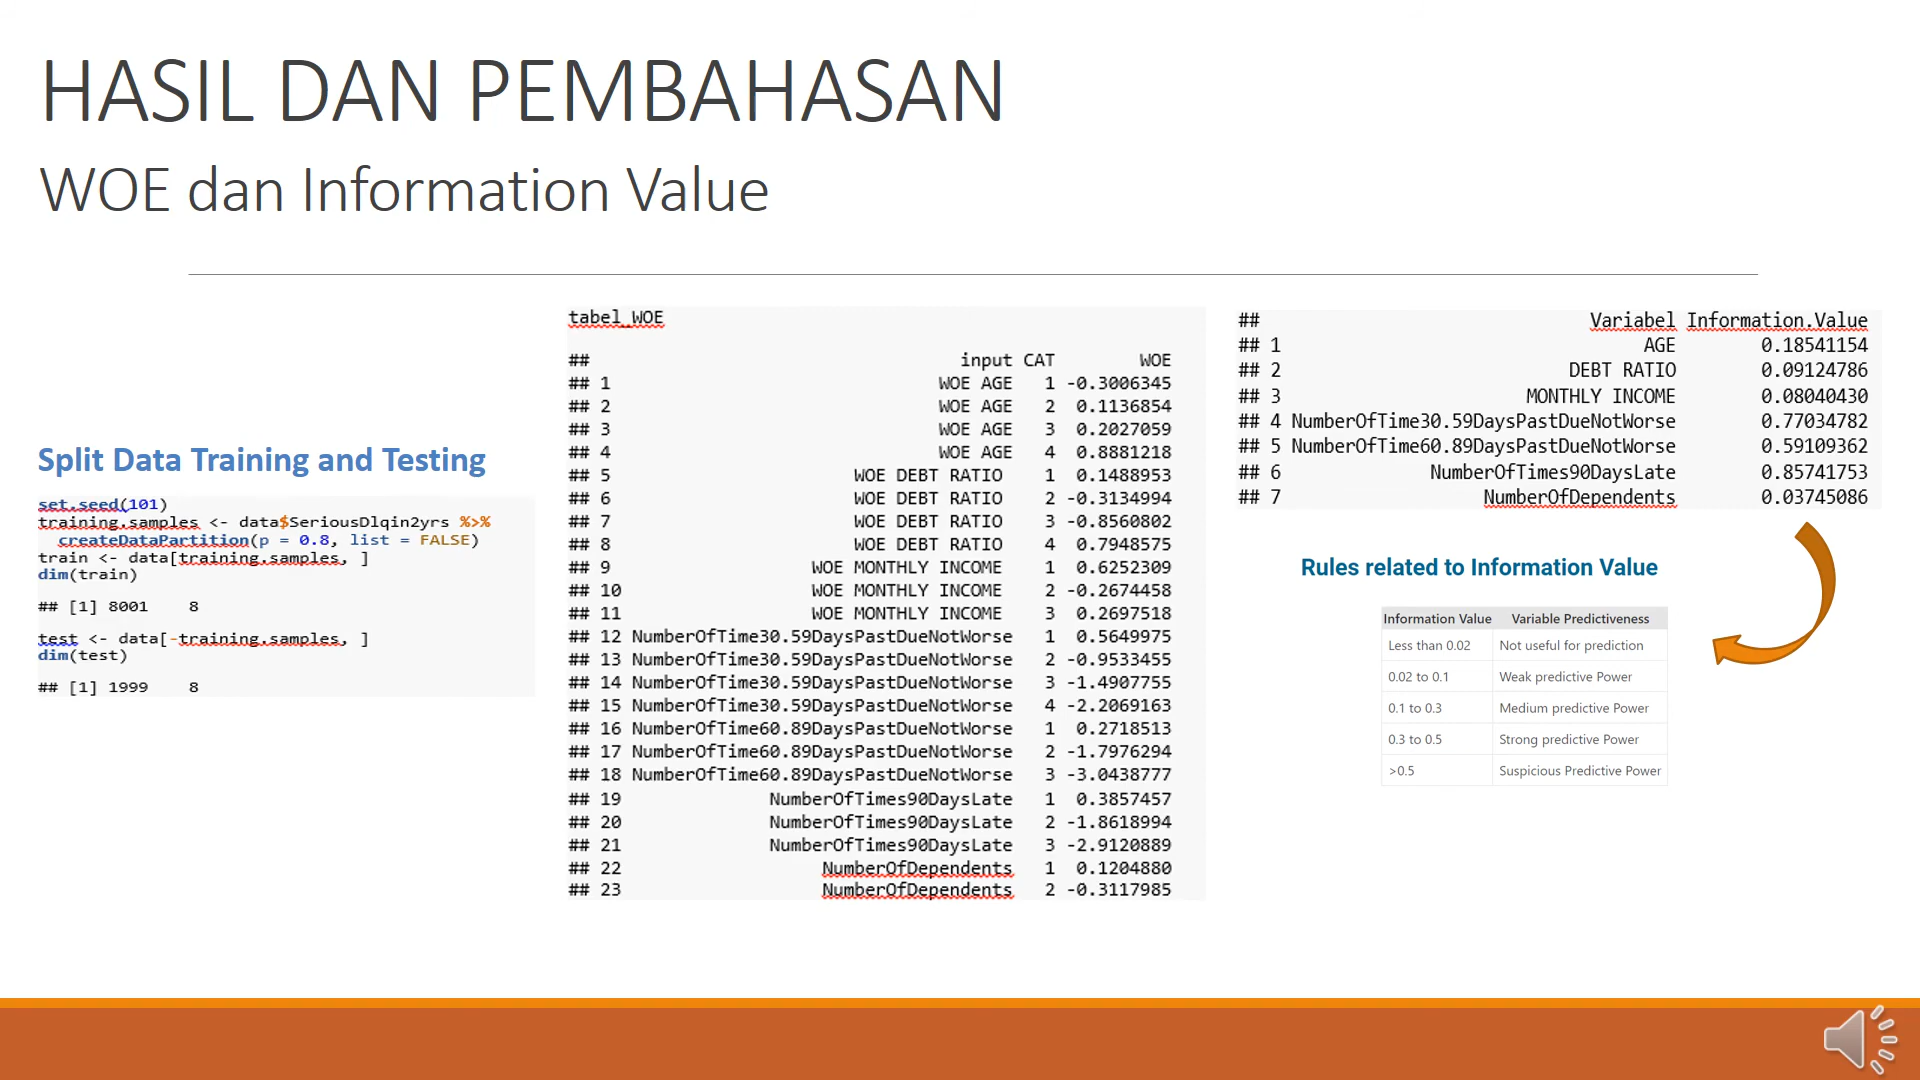 HASIL DAN PEMBAHASAN
WOE dan Information Value
Split Data Training and Testing
set.seed(101)
training.samples <- data$SeriousDlqin2yrs %>%
createDataPartition(p = 0.8, list = FALSE)
train <- data[training.samples, ]
dim(train)
## [1] 8001 8
test <- data[-training.samples, ]
dim(test)
## [1] 1999 8
tabel_WOE
## input CAT WOE
## 1 WOE AGE 1 -0.3006345
## 2 WOE AGE 2 0.1136854
## 3 WOE AGE 3 0.2027059
## 4 WOE AGE 4 0.8881218
## 5 WOE DEBT RATIO 1 0.1488953
## 6 WOE DEBT RATIO 2 -0.3134994
## 7 WOE DEBT RATIO 3 -0.8560802
## 8 WOE DEBT RATIO 4 0.7948575
## 9 WOE MONTHLY INCOME 1 0.6252309
## 10 WOE MONTHLY INCOME 2 -0.2674458
## 11 WOE MONTHLY INCOME 3 0.2697518
## 12 NumberOfTime30.59DaysPastDueNotWorse 1 0.5649975
## 13 NumberOfTime30.59DaysPastDueNotWorse 2 -0.9533455
## 14 NumberOfTime30.59DaysPastDueNotWorse 3 -1.4907755
## 15 NumberOfTime30.59DaysPastDueNotWorse 4 -2.2069163
## 16 NumberOfTime60.89DaysPastDueNotWorse 1 0.2718513
## 17 NumberOfTime60.89DaysPastDueNotWorse 2 -1.7976294
## 18 NumberOfTime60.89DaysPastDueNotWorse 3 -3.0438777
## 19 NumberOfTimes90DaysLate 1 0.3857457
## 20 NumberOfTimes90DaysLate 2 -1.8618994
## 21 NumberOfTimes90DaysLate 3 -2.9120889
## 22 NumberOfDependents 1 0.1204880
## 23 NumberOfDependents 2 -0.3117985
## Variabel Information.Value
## 1 AGE 0.18541154
## 2 DEBT RATIO 0.09124786
## 3 MONTHLY INCOME 0.08040430
## 4 NumberOfTime30.59DaysPastDueNotWorse 0.77034782
## 5 NumberOfTime60.89DaysPastDueNotWorse 0.59109362
## 6 NumberOfTimes90DaysLate 0.85741753
## 7 NumberOfDependents 0.03745086
Rules related to Information Value
Information Value Variable Predictiveness
Less than 0.02 Not useful for prediction
0.02 to 0.1 Weak predictive Power
0.1 to 0.3 Medium predictive Power
0.3 to 0.5 Strong predictive Power
>0.5 Suspicious Predictive Power